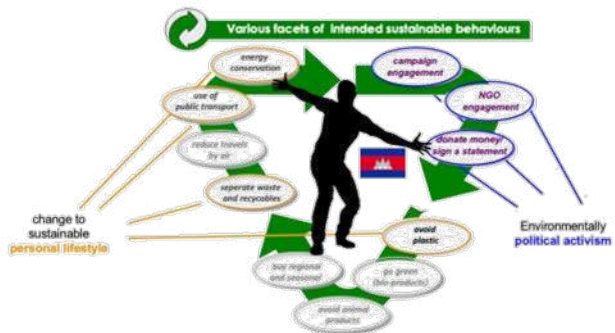 Various facets of intended sustainable behaviours
energy
conservation
campaign
engagement
use of
public transport
NGO
engagement
reduce travels
by air
donate money/
sign a statement
seperate waste
and recycables
change to
sustainable
personal lifestyle
avoid
plastic
Environmentally
political activism
buy regional
and seasonal
go green
(bio products)
avoid animal
products